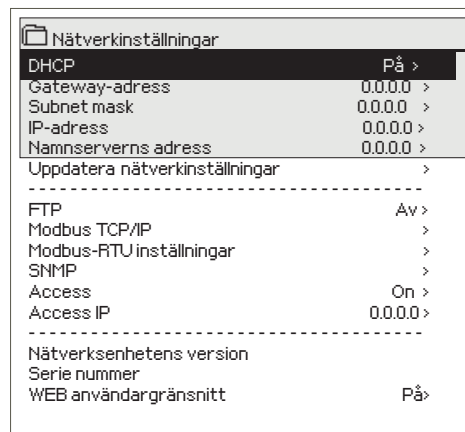 Nätverkinställningar
DHCP På >
Gateway-adress 0.0.0.0 >
Subnet mask 0.0.0.0 >
IP-adress 0.0.0.0 >
Namnserverns adress 0.0.0.0 >
Uppdatera nätverkinställningar >
- - - - - - - - - - - - - - - - - - - - - - - - - - - - - - - - - - - -
FTP Av >
Modbus TCP/IP >
Modbus-RTU inställningar >
SNMP >
Access On >
Access IP 0.0.0.0 >
- - - - - - - - - - - - - - - - - - - - - - - - - - - - - - - - - - - -
Nätverksenhetens version
Serie nummer
WEB användargränsnitt På>